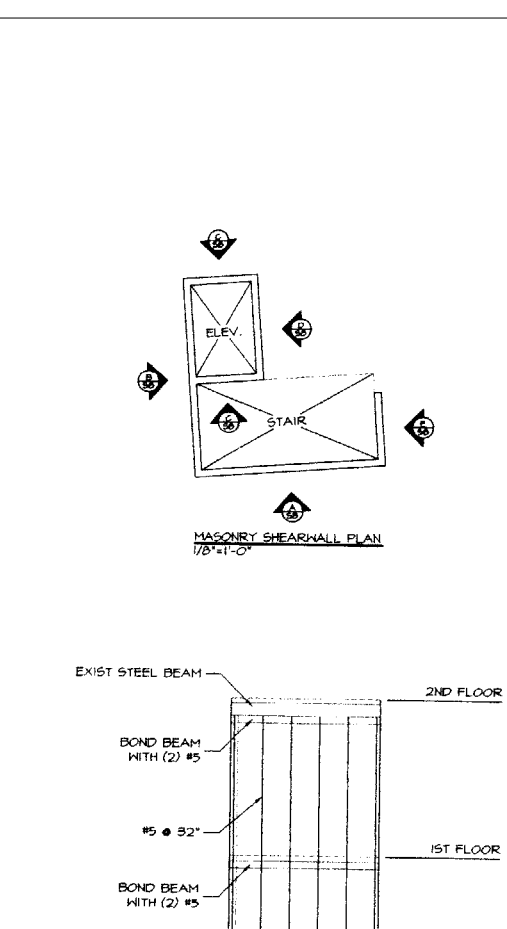 ELEV.
STAIR
MASONRY SHEARWALL PLAN
1/8"=1'-0"
EXIST STEEL BEAM
2ND FLOOR
BOND BEAM
WITH (2) #5
#5 @ 32"
1ST FLOOR
BOND BEAM
WITH (2) #5